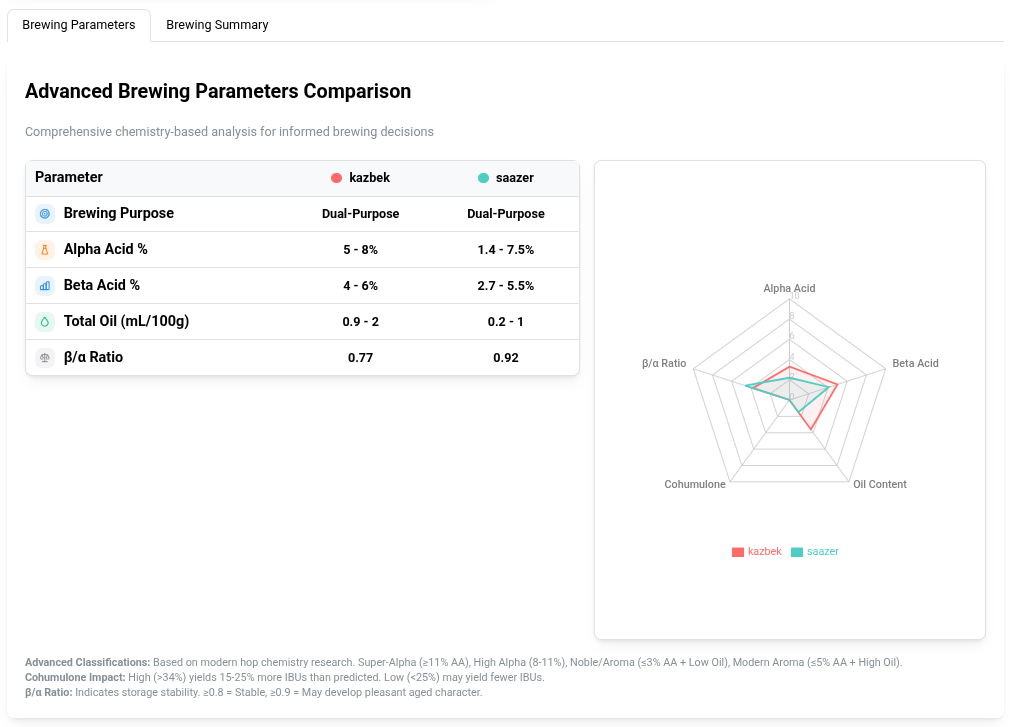 Brewing Parameters Brewing Summary
Advanced Brewing Parameters Comparison
Comprehensive chemistry-based analysis for informed brewing decisions
Parameter kazbek saazer
Brewing Purpose Dual-Purpose Dual-Purpose
Alpha Acid % 5 - 8% 1.4 - 7.5%
Beta Acid % 4 - 6% 2.7 - 5.5%
Total Oil (mL/100g) 0.9 - 2 0.2 - 1
β/α Ratio 0.77 0.92
Alpha Acid
10
8
6
4
2
0
β/α Ratio
Beta Acid
Cohumulone
Oil Content
kazbek saazer
Advanced Classifications: Based on modern hop chemistry research. Super-Alpha (≥11% AA), High Alpha (8-11%), Noble/Aroma (≤3% AA + Low Oil), Modern Aroma (≤5% AA + High Oil).
Cohumulone Impact: High (>34%) yields 15-25% more IBUs than predicted. Low (<25%) may yield fewer IBUs.
β/α Ratio: Indicates storage stability. ≥0.8 = Stable, ≥0.9 = May develop pleasant aged character.